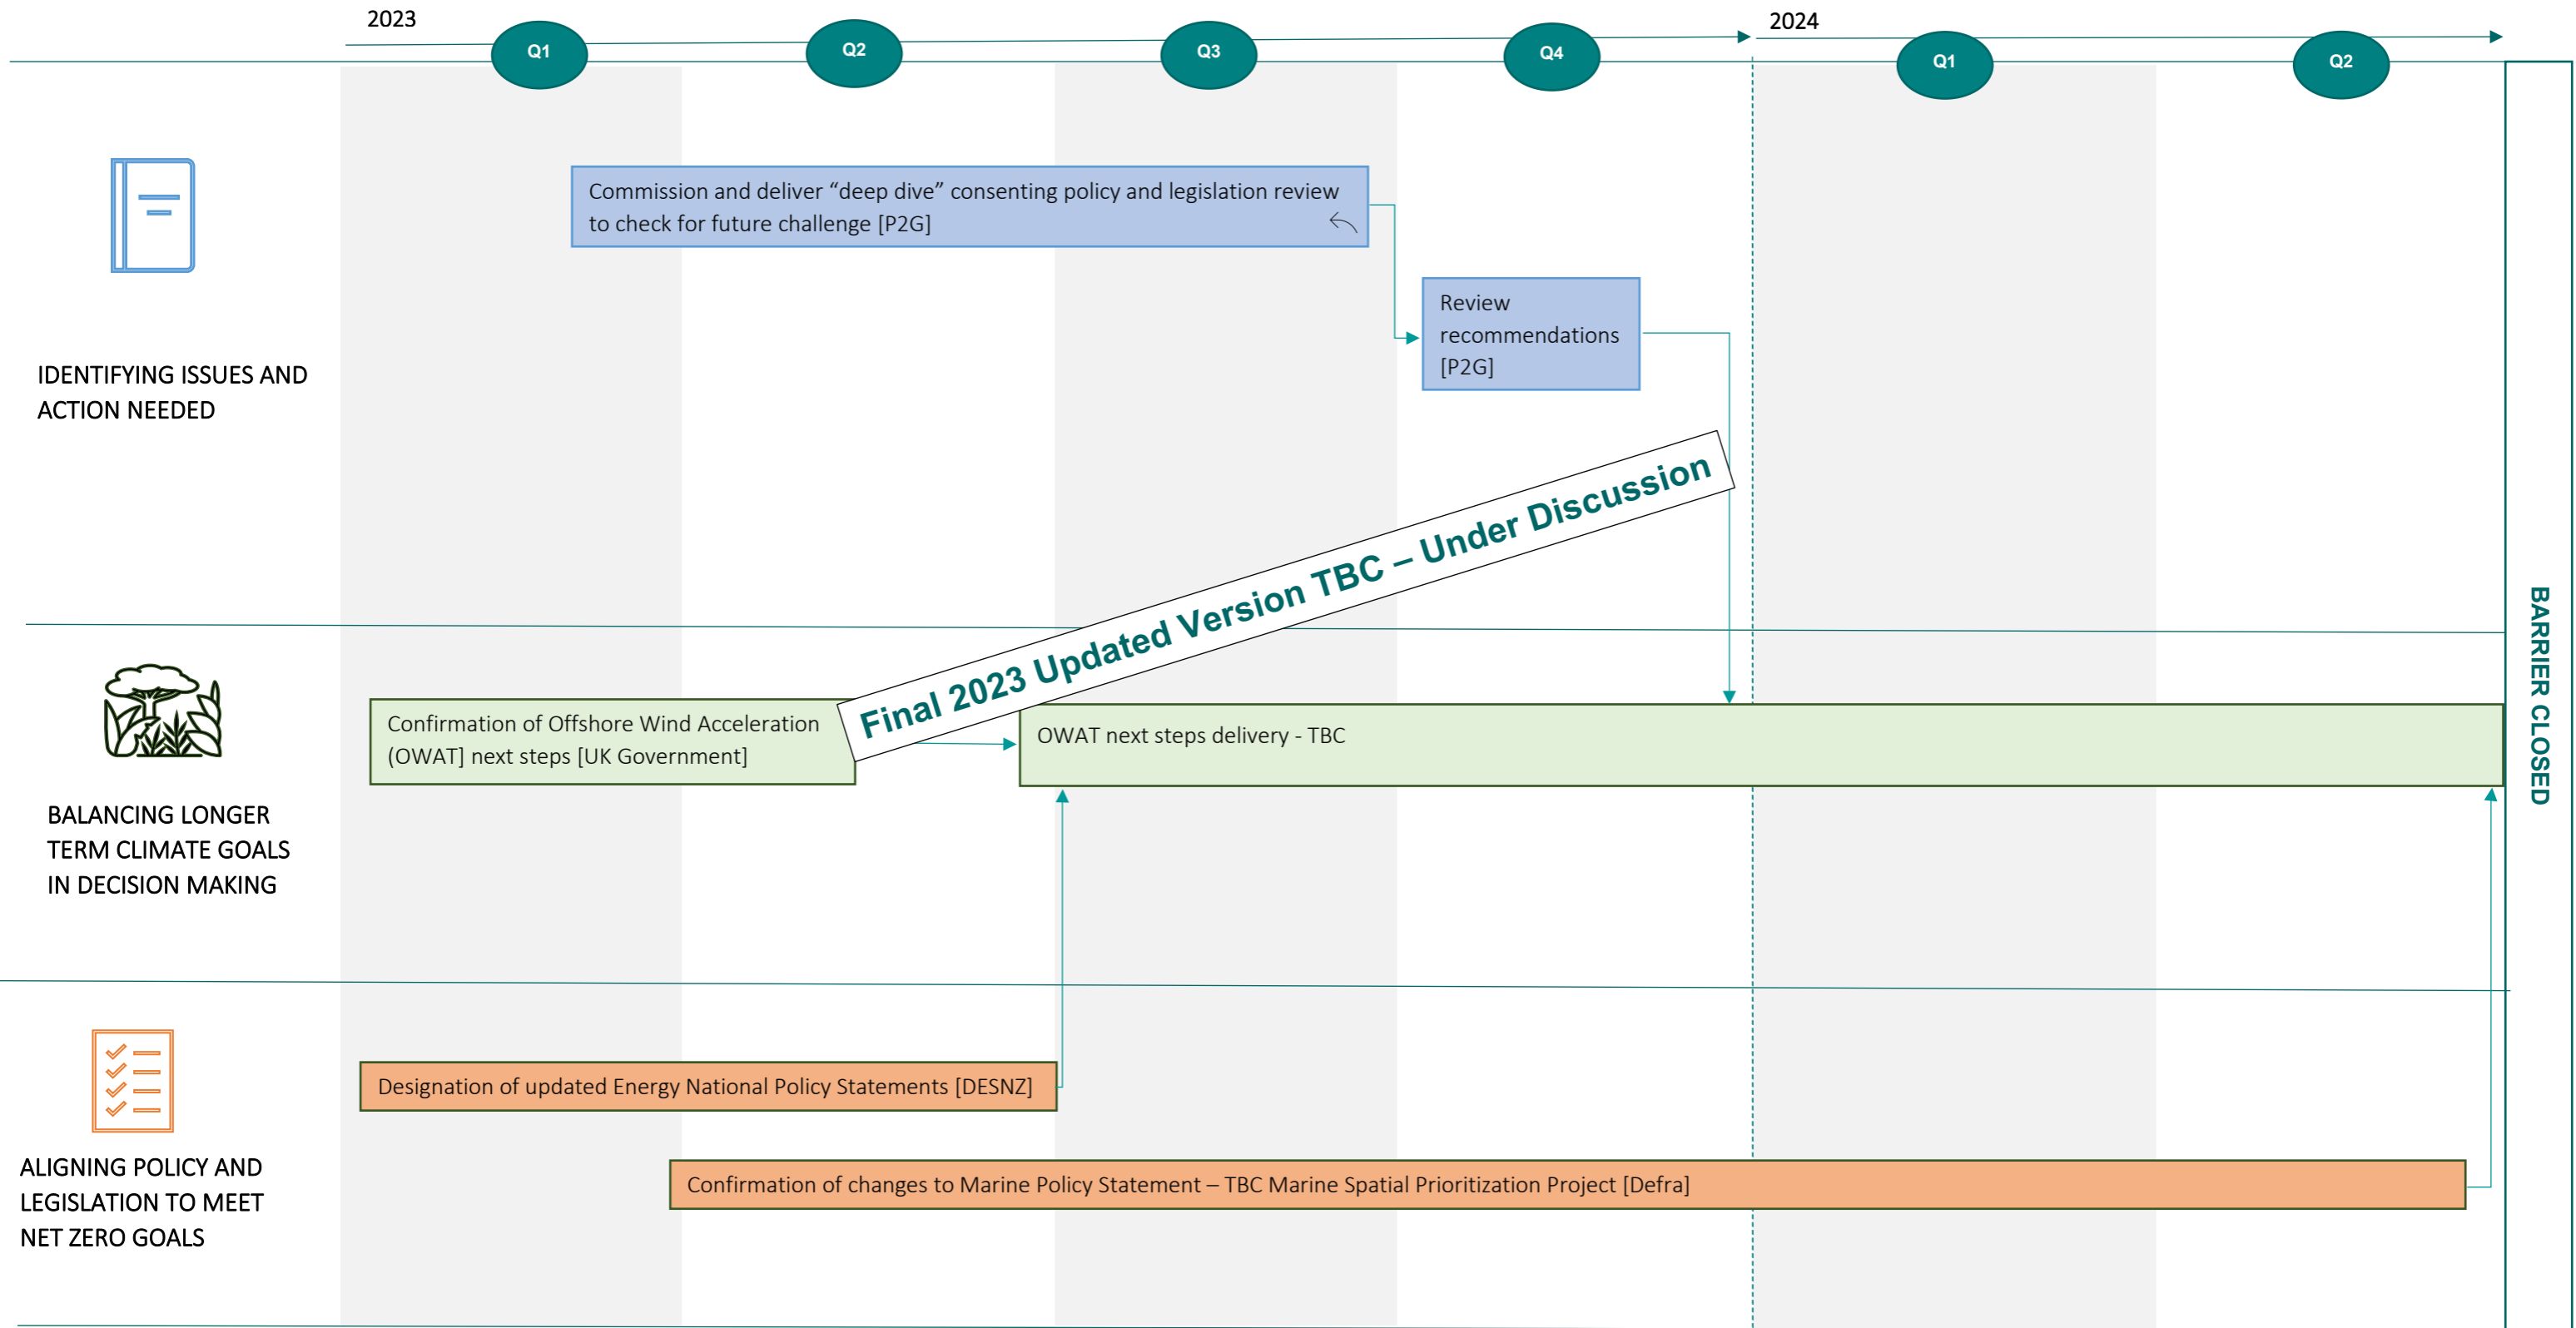 2023
2024
Q1
Q2
Q3
Q4
Q1
Q2
Commission and deliver “deep dive” consenting policy and legislation review
to check for future challenge [P2G]
Review
recommendations
[P2G]
IDENTIFYING ISSUES AND
ACTION NEEDED
Final 2023 Updated Version TBC – Under Discussion
BARRIER CLOSED
Confirmation of Offshore Wind Acceleration
(OWAT] next steps [UK Government]
OWAT next steps delivery - TBC
BALANCING LONGER
TERM CLIMATE GOALS
IN DECISION MAKING
Designation of updated Energy National Policy Statements [DESNZ]
Confirmation of changes to Marine Policy Statement – TBC Marine Spatial Prioritization Project [Defra]
ALIGNING POLICY AND
LEGISLATION TO MEET
NET ZERO GOALS